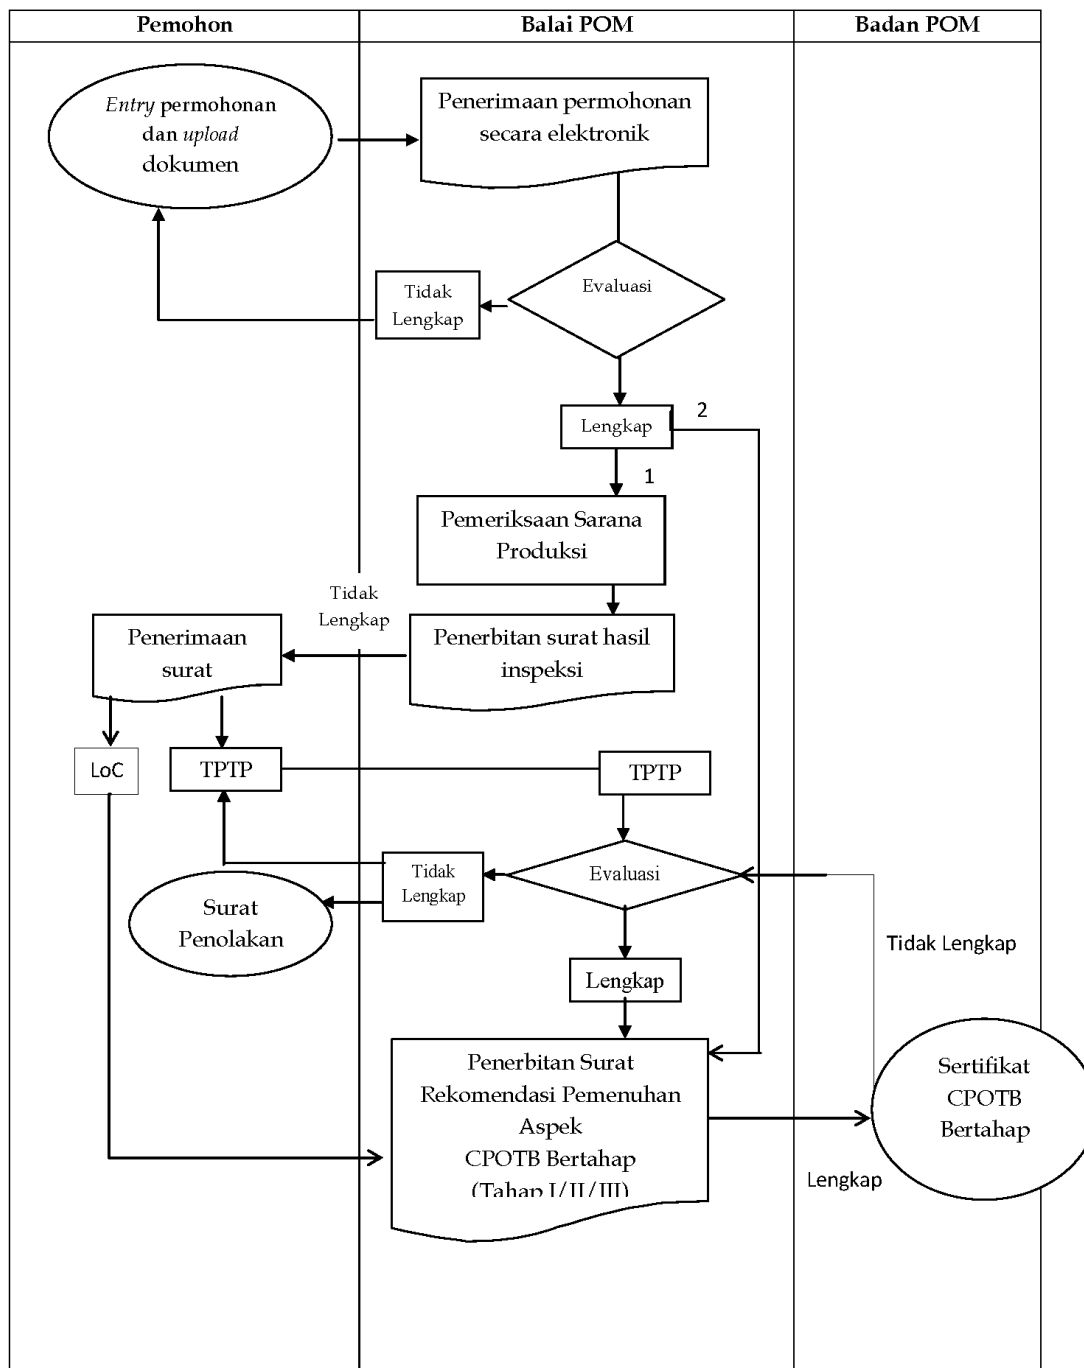 Pemohon
Balai POM
Badan POM
Entry permohonan
dan upload
dokumen
Penerimaan permohonan
secara elektronik
Evaluasi
Tidak
Lengkap
Lengkap
2
1
Pemeriksaan Sarana
Produksi
Tidak
Lengkap
Penerimaan
surat
Penerbitan surat hasil
inspeksi
LoC
TPTP
TPTP
Tidak
Lengkap
Evaluasi
Surat
Penolakan
Tidak Lengkap
Lengkap
Penerbitan Surat
Rekomendasi Pemenuhan
Aspek
CPOTB Bertahap
(Tahap I/II/III)
Sertifikat
CPOTB
Bertahap
Lengkap